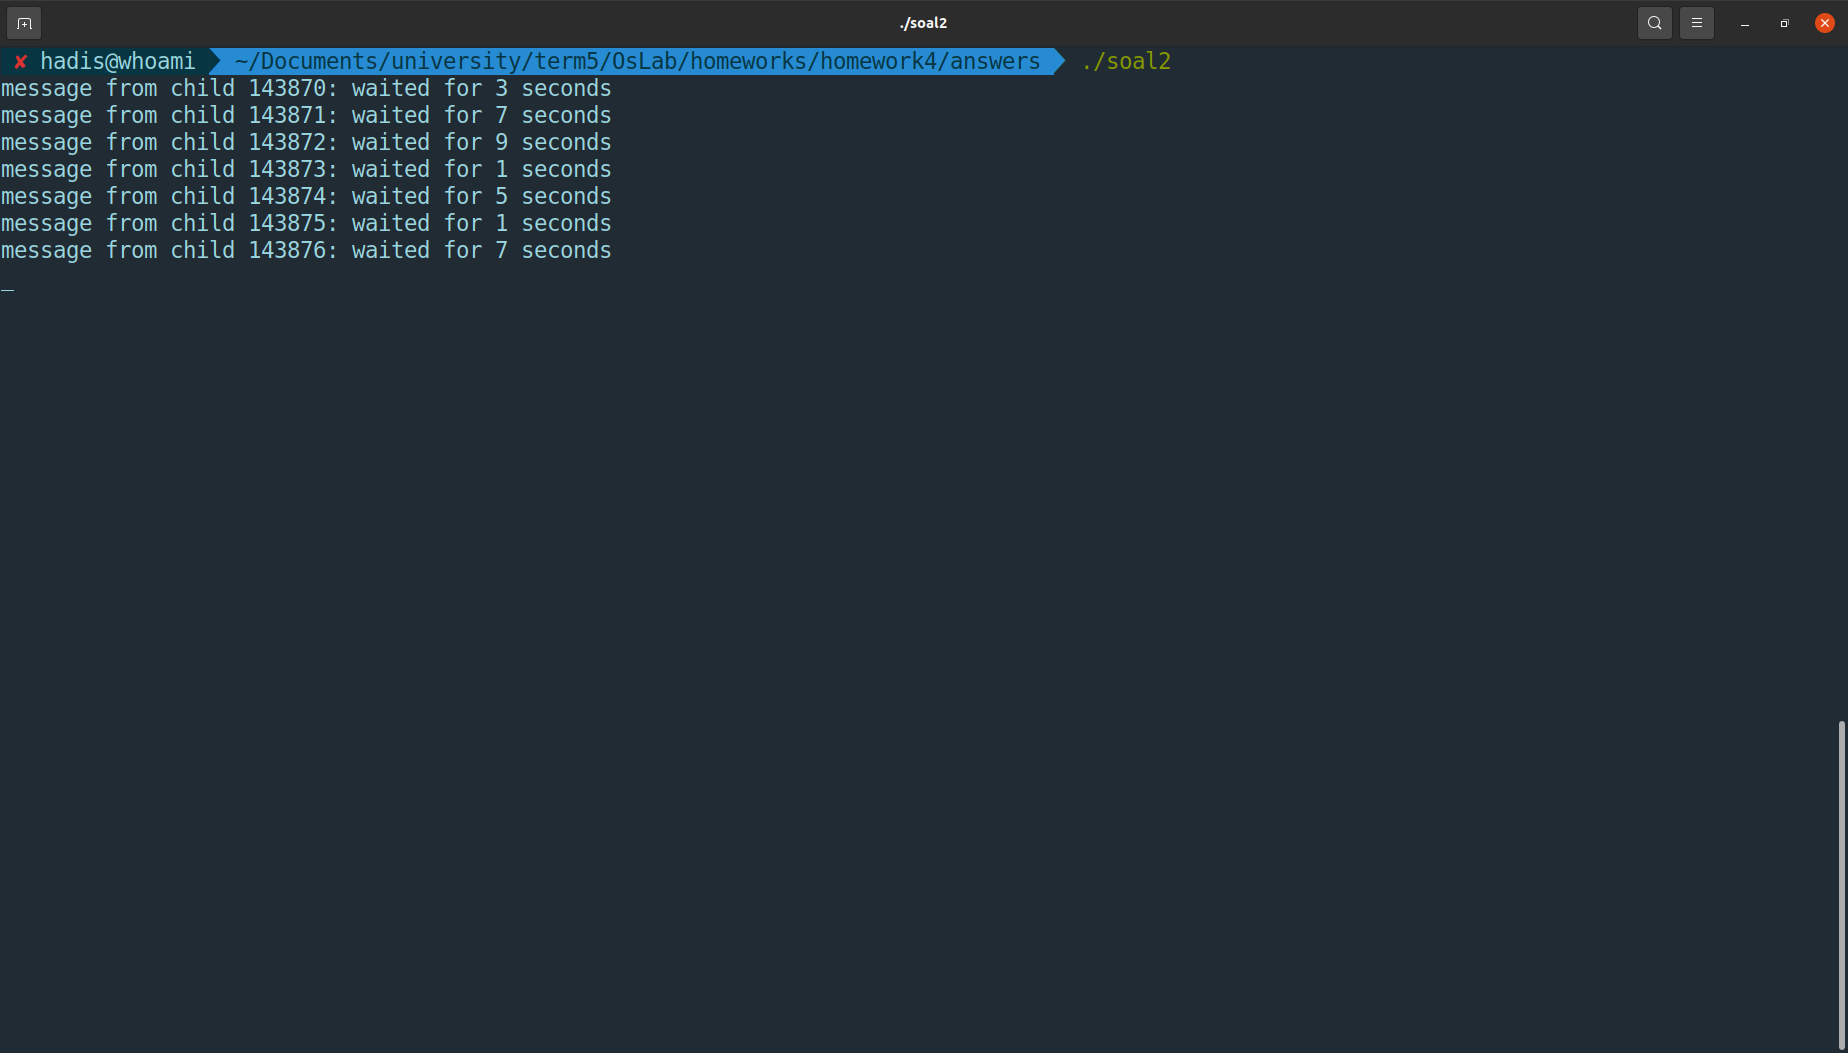 ./soal2
✘ hadis@whoami ~/Documents/university/term5/OsLab/homeworks/homework4/answers ./soal2
message from child 143870: waited for 3 seconds
message from child 143871: waited for 7 seconds
message from child 143872: waited for 9 seconds
message from child 143873: waited for 1 seconds
message from child 143874: waited for 5 seconds
message from child 143875: waited for 1 seconds
message from child 143876: waited for 7 seconds
_